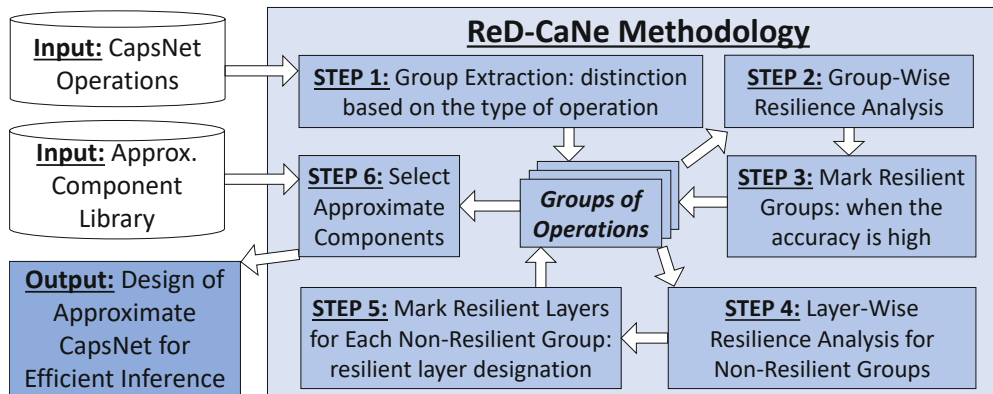 ReD-CaNe Methodology
Input: CapsNet
Operations
STEP 1: Group Extraction: distinction
based on the type of operation
STEP 2: Group-Wise
Resilience Analysis
Input: Approx.
Component
Library
STEP 6: Select
Approximate
Components
Groups of
Operations
STEP 3: Mark Resilient
Groups: when the
accuracy is high
Output: Design of
Approximate
CapsNet for
Efficient Inference
STEP 5: Mark Resilient Layers
for Each Non-Resilient Group:
resilient layer designation
STEP 4: Layer-Wise
Resilience Analysis for
Non-Resilient Groups